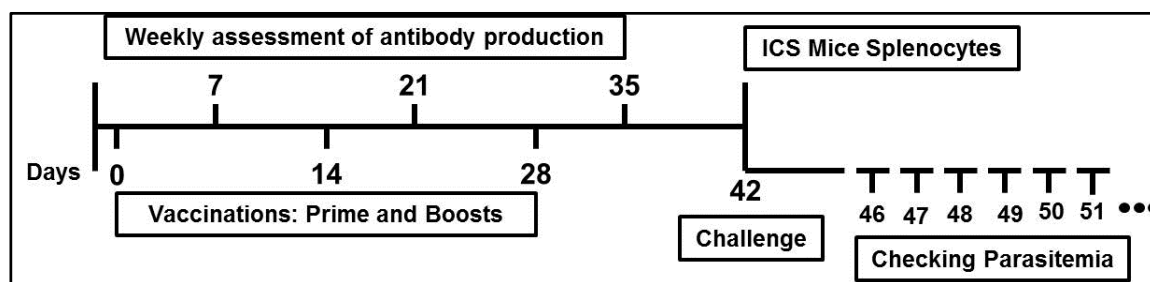 Weekly assessment of antibody production
ICS Mice Splenocytes
7 21 35
Days 0 14 28 42
46 47 48 49 50 51 •••
Vaccinations: Prime and Boosts
Challenge
Checking Parasitemia